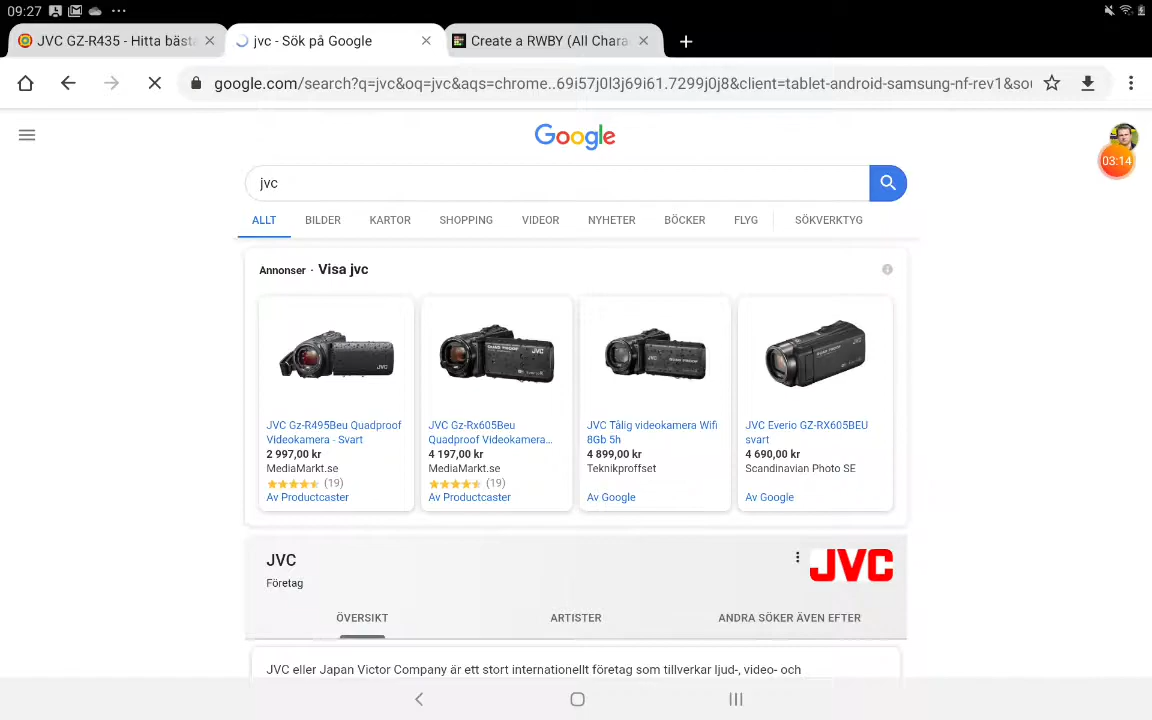 09:27
JVC GZ-R435 - Hitta bäst
jvc - Sök på Google
Create a RWBY (All Chara
google.com/search?q=jvc&oq=jvc&aqs=chrome..69i57j0l3j69i61.7299j0j8&client=tablet-android-samsung-nf-rev1&sou
Google
03:14
jvc
ALLT BILDER KARTOR SHOPPING VIDEOR NYHETER BÖCKER FLYG SÖKVERKTYG
Annonser · Visa jvc
JVC Gz-R495Beu Quadproof
Videokamera - Svart
2 997,00 kr
MediaMarkt.se
(19)
Av Productcaster
JVC Gz-Rx605Beu
Quadproof Videokamera...
4 197,00 kr
MediaMarkt.se
(19)
Av Productcaster
JVC Tålig videokamera Wifi
8Gb 5h
4 899,00 kr
Teknikproffset
Av Google
JVC Everio GZ-RX605BEU
svart
4 690,00 kr
Scandinavian Photo SE
Av Google
JVC
Företag
JVC
ÖVERSIKT ARTISTER ANDRA SÖKER ÄVEN EFTER
JVC eller Japan Victor Company är ett stort internationellt företag som tillverkar ljud-, video- och